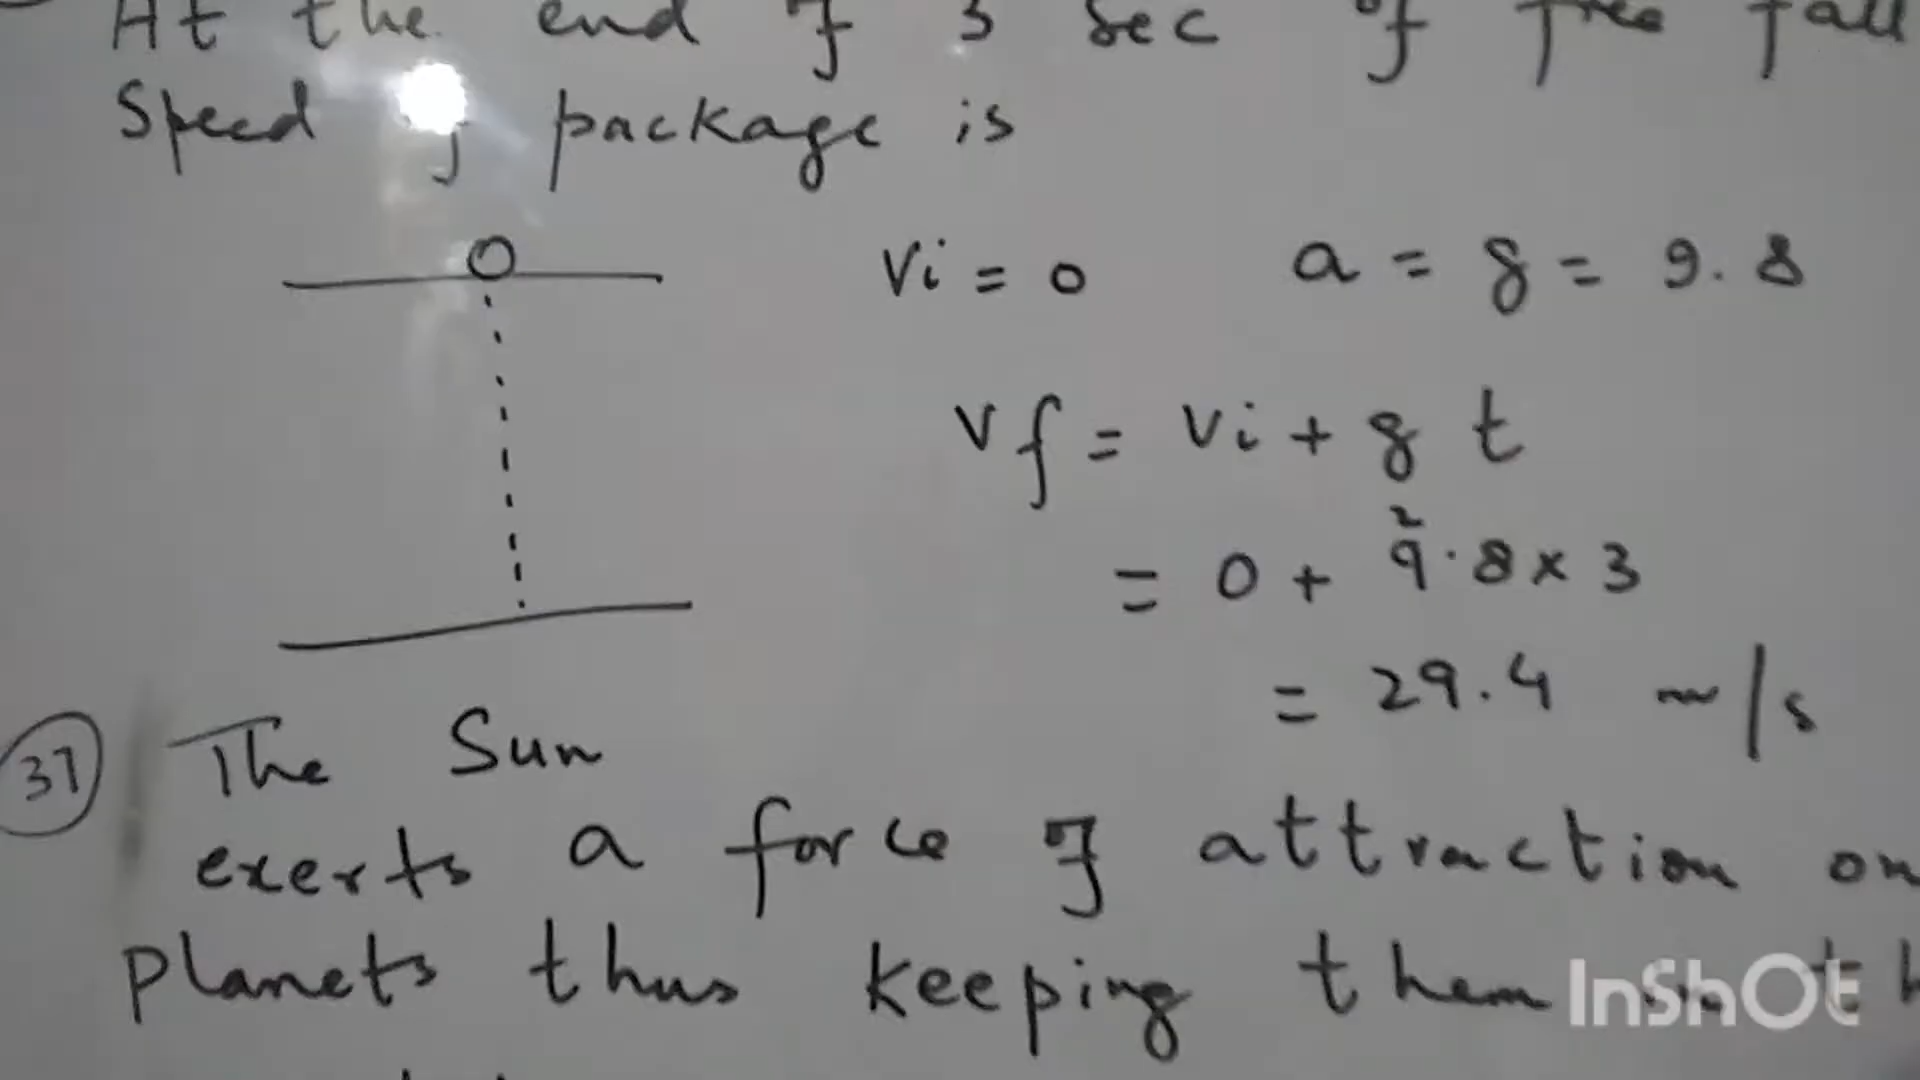 At the end of 3 sec of free fall
Speed of package is
Vi = 0 a = g = 9.8
Vf = Vi + g t
= 0 + 9.8 x 3
2
= 29.4 m/s
37 The Sun
exerts a force of attraction on
planets thus keeping them in
InShOt